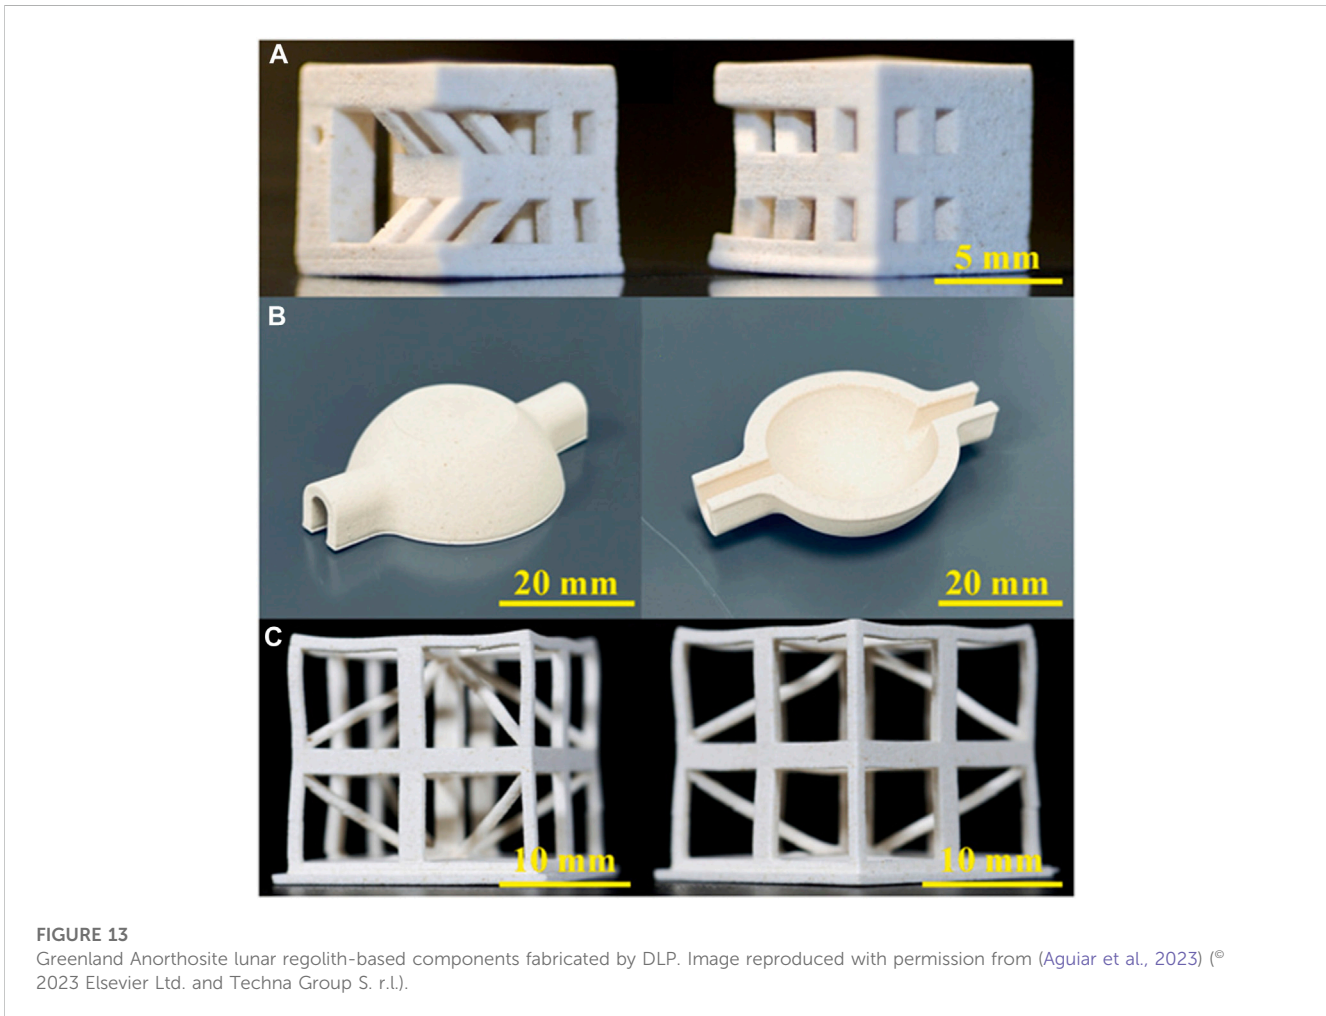 A
5 mm
B
20 mm
20 mm
C
10 mm
10 mm
FIGURE 13
Greenland Anorthosite lunar regolith-based components fabricated by DLP. Image reproduced with permission from (Aguiar et al., 2023) (©
2023 Elsevier Ltd. and Techna Group S. r.l.).